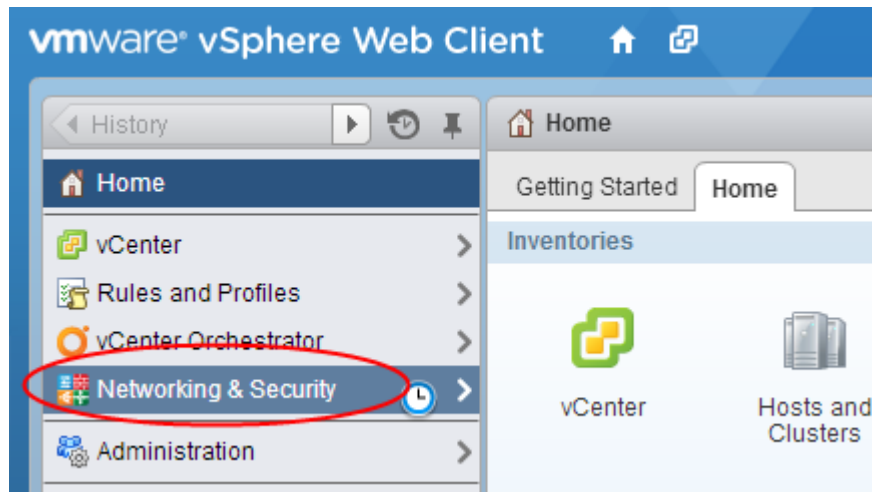 vmware® vSphere Web Client
History
Home
Home
Getting Started Home
vCenter
Inventories
Rules and Profiles
vCenter Orchestrator
Networking & Security
Administration
vCenter
Hosts and
Clusters